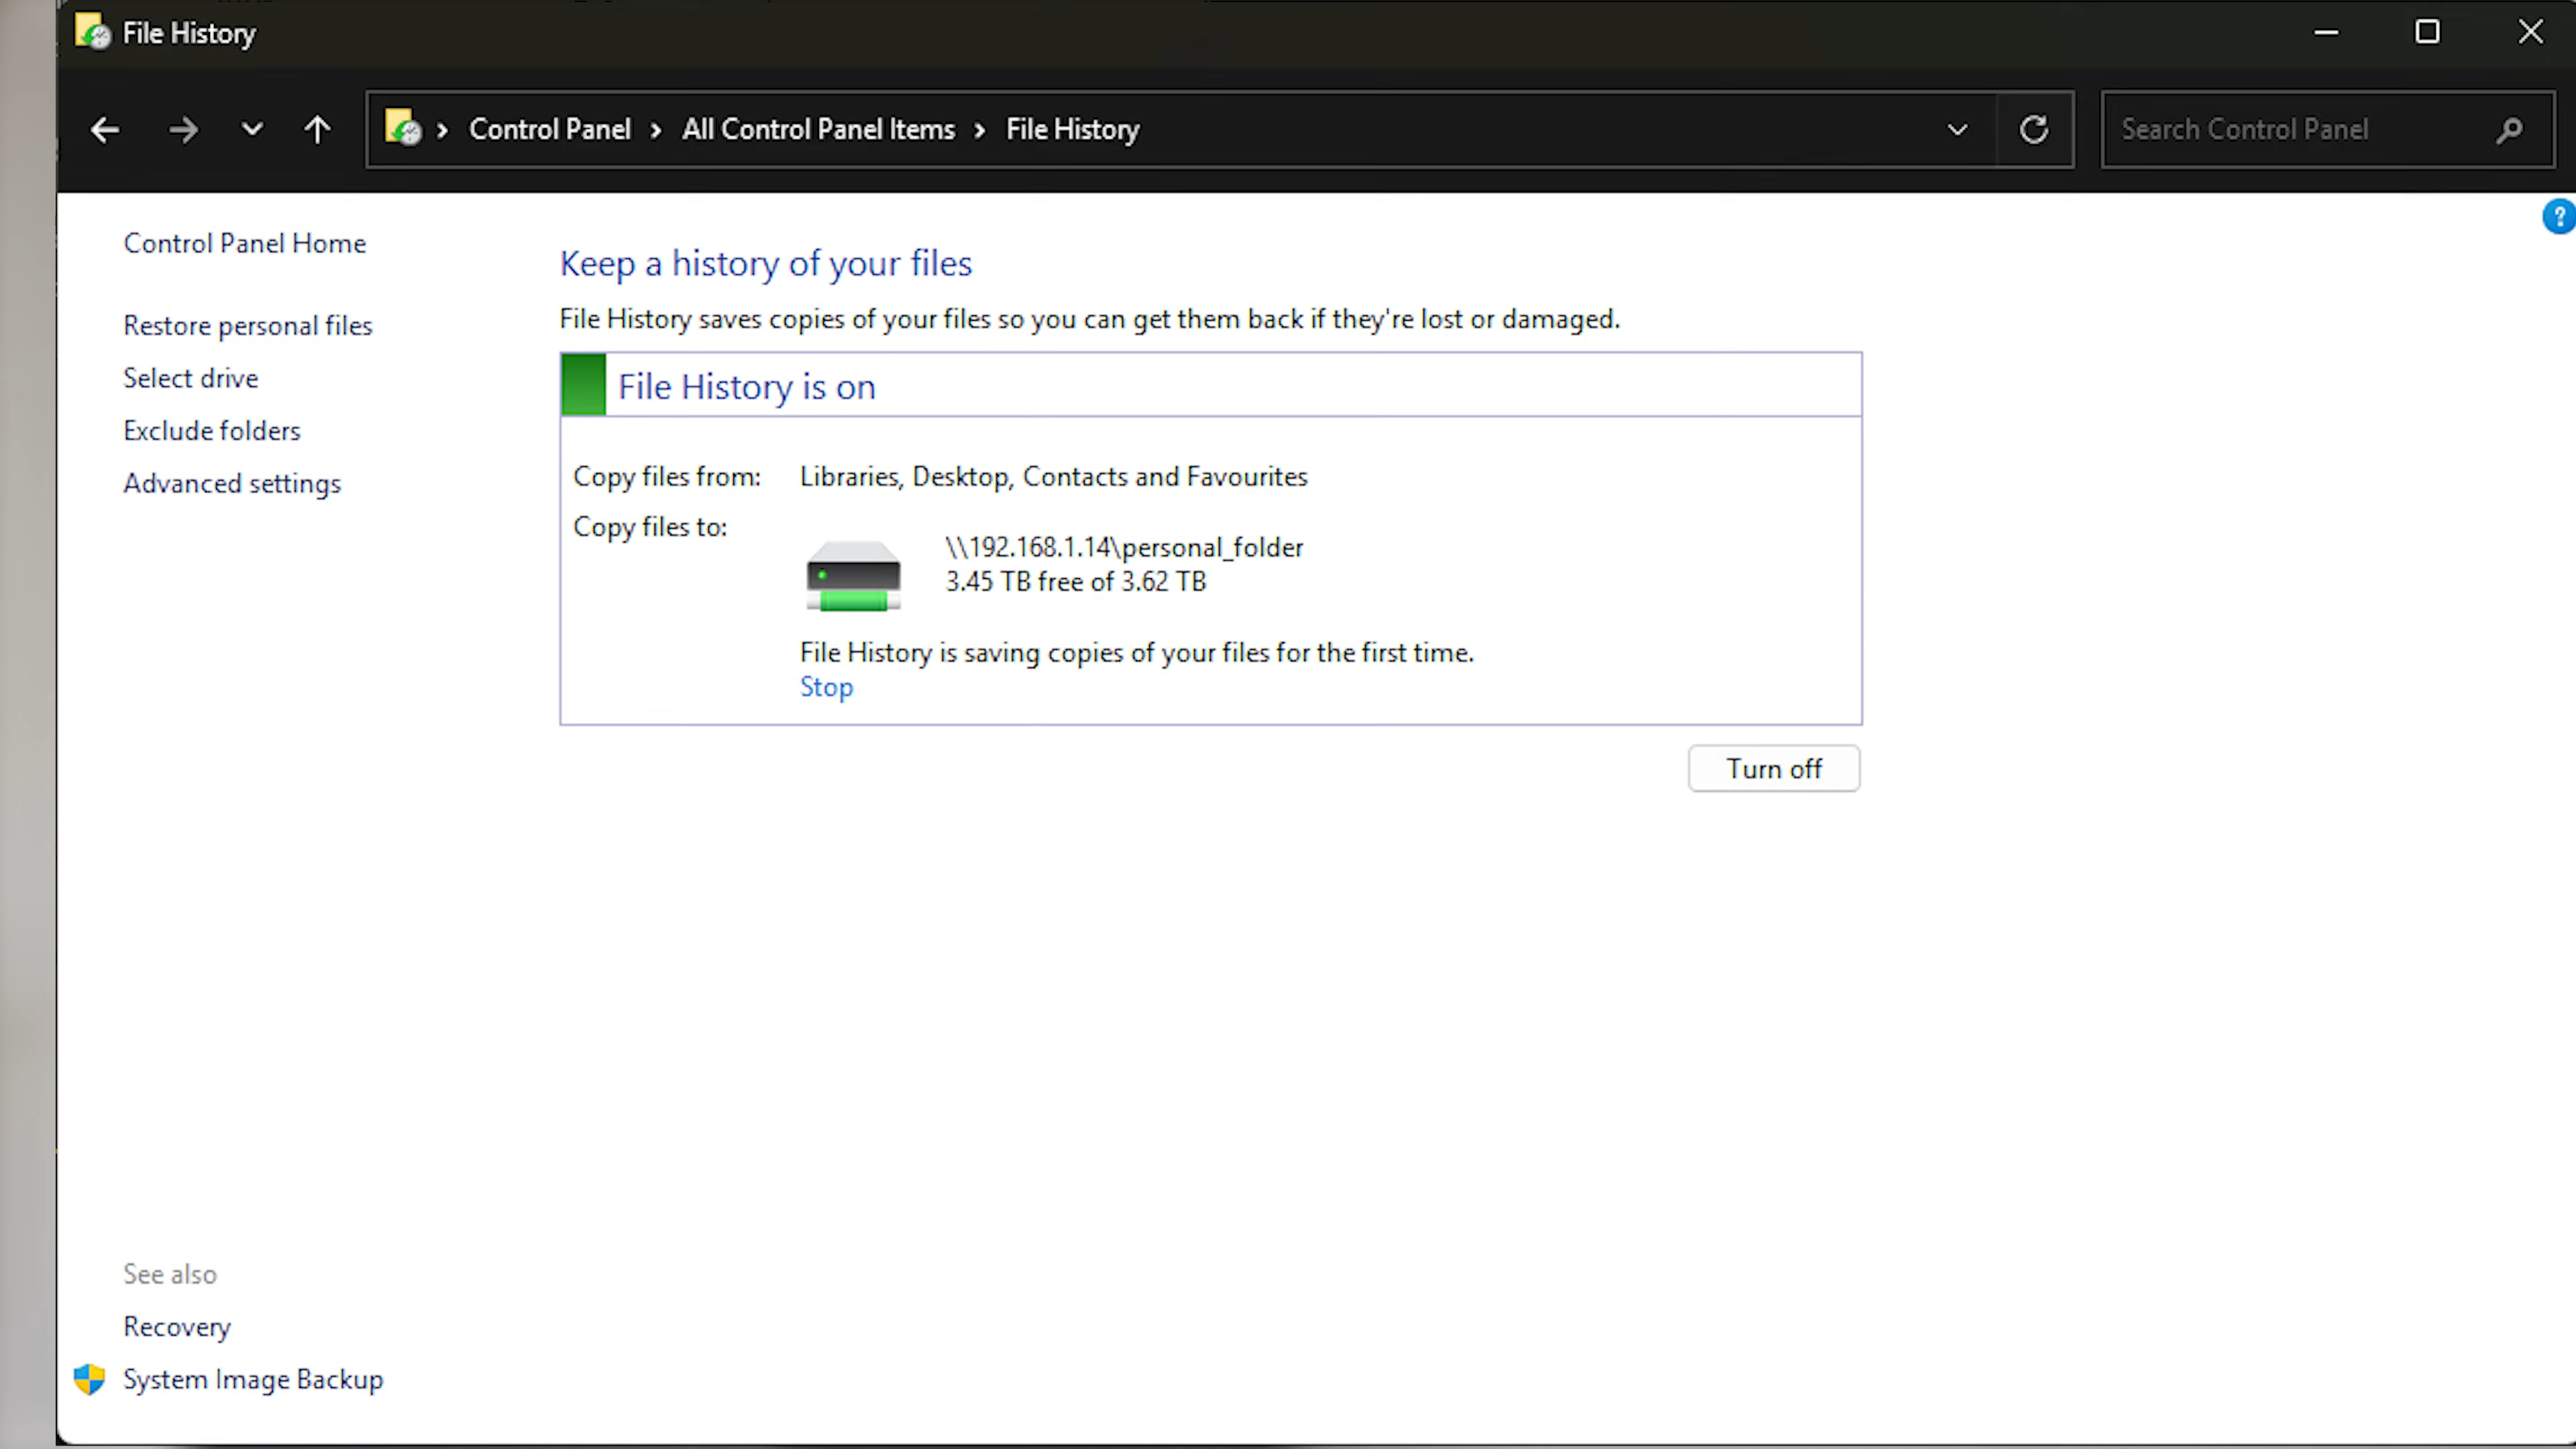 File History
Control Panel > All Control Panel Items > File History
Search Control Panel
?
Control Panel Home
Restore personal files
Select drive
Exclude folders
Advanced settings
Keep a history of your files
File History saves copies of your files so you can get them back if they're lost or damaged.
File History is on
Copy files from: Libraries, Desktop, Contacts and Favourites
Copy files to:
\\192.168.1.14\personal_folder
3.45 TB free of 3.62 TB
File History is saving copies of your files for the first time.
Stop
Turn off
See also
Recovery
System Image Backup